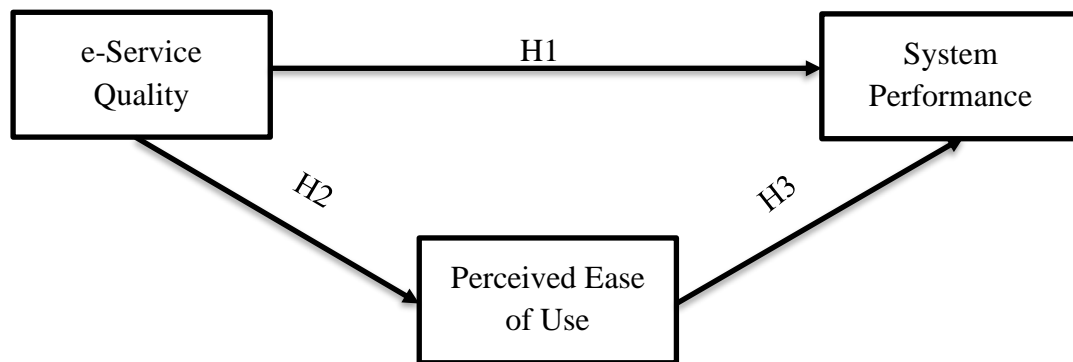 e-Service
Quality
H1
System
Performance
H2
H3
Perceived Ease
of Use